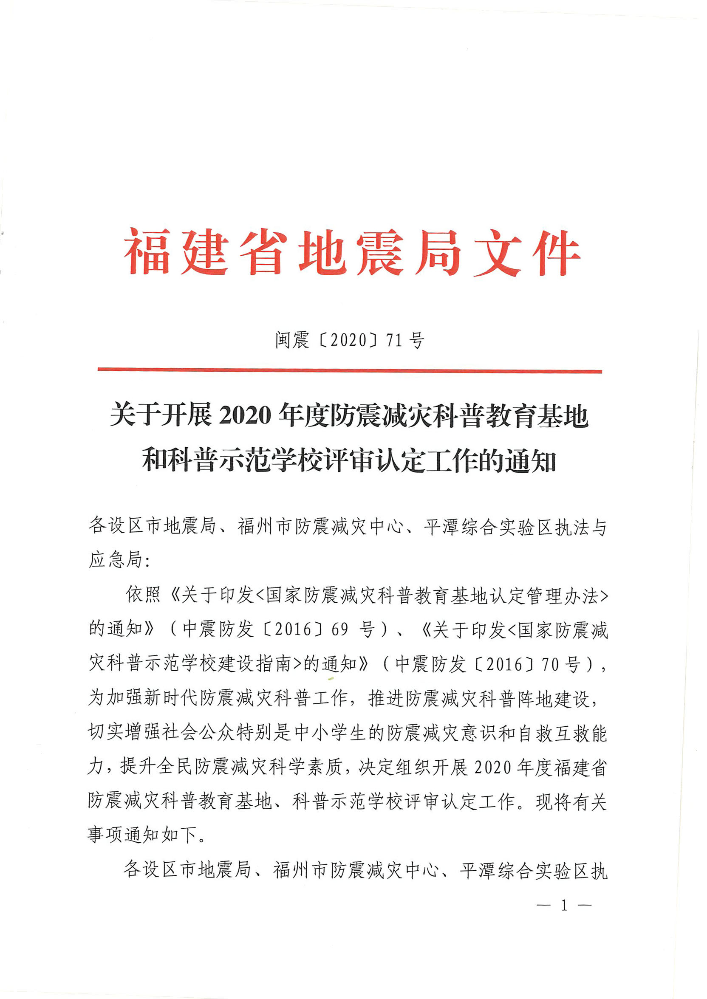 福建省地震局文件
闽震〔2020〕71号
关于开展 2020 年度防震减灾科普教育基地
和科普示范学校评审认定工作的通知
各设区市地震局、福州市防震减灾中心、平潭综合实验区执法与
应急局：
依照《关于印发<国家防震减灾科普教育基地认定管理办法>
的通知》（中震防发〔2016〕69 号）、《关于印发<国家防震减
灾科普示范学校建设指南>的通知》（中震防发〔2016〕70号），
为加强新时代防震减灾科普工作，推进防震减灾科普阵地建设，
切实增强社会公众特别是中小学生的防震减灾意识和自救互救能
力，提升全民防震减灾科学素质，决定组织开展 2020 年度福建省
防震减灾科普教育基地、科普示范学校评审认定工作。现将有关
事项通知如下。
各设区市地震局、福州市防震减灾中心、平潭综合实验区执
— 1 —